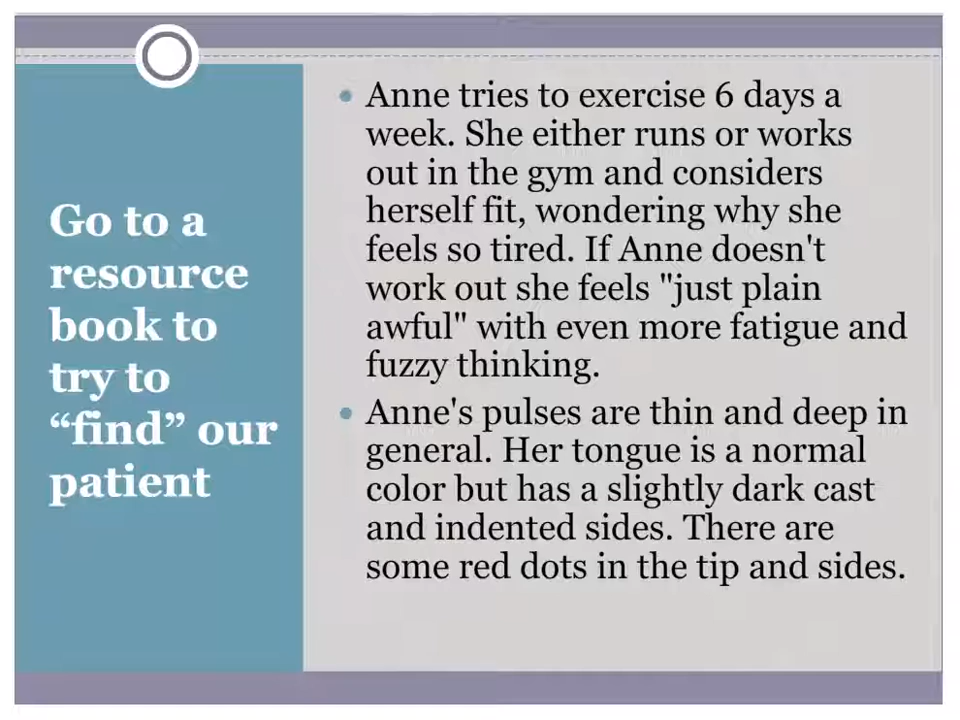 Go to a
resource
book to
try to
“find” our
patient
• Anne tries to exercise 6 days a
week. She either runs or works
out in the gym and considers
herself fit, wondering why she
feels so tired. If Anne doesn't
work out she feels "just plain
awful" with even more fatigue and
fuzzy thinking.
• Anne's pulses are thin and deep in
general. Her tongue is a normal
color but has a slightly dark cast
and indented sides. There are
some red dots in the tip and sides.